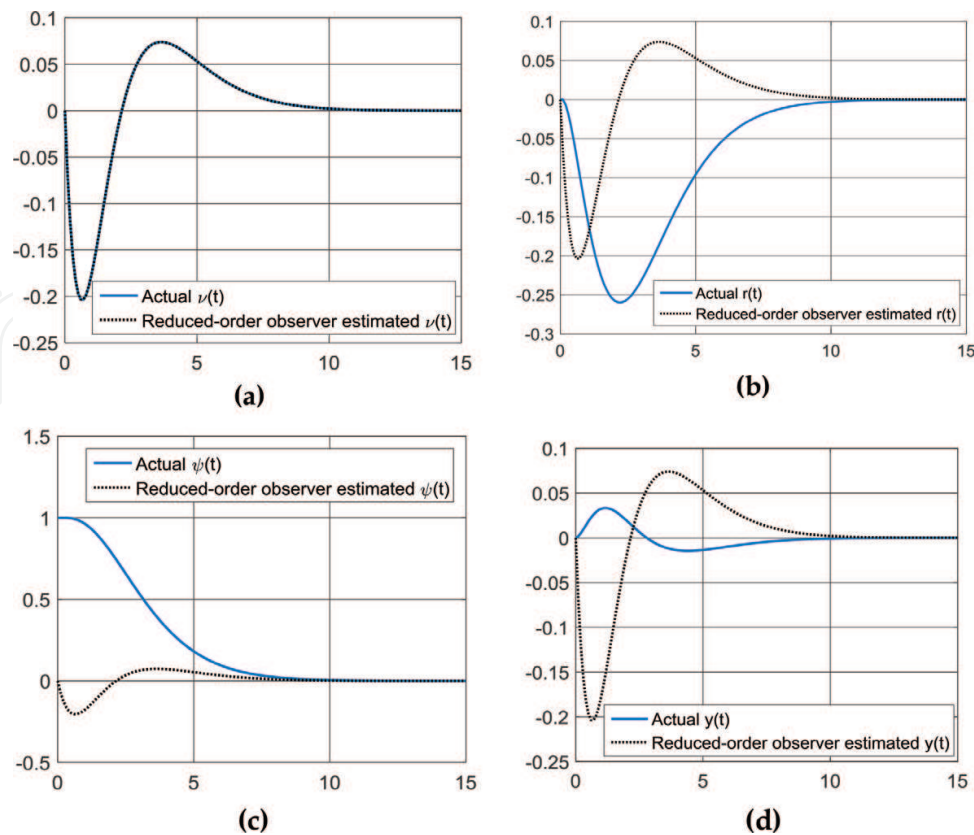 0.1
0.05
0
-0.05
-0.1
-0.15
-0.2
-0.25
Actual ν(t)
Reduced-order observer estimated ν(t)
0 5 10 15
(a)
0.1
0.05
0
-0.05
-0.1
-0.15
-0.2
-0.25
-0.3
Actual r(t)
Reduced-order observer estimated r(t)
0 5 10 15
(b)
1.5
1
0.5
0
-0.5
Actual ψ(t)
Reduced-order observer estimated ψ(t)
0 5 10 15
(c)
0.1
0.05
0
-0.05
-0.1
-0.15
-0.2
-0.25
Actual y(t)
Reduced-order observer estimated y(t)
0 5 10 15
(d)